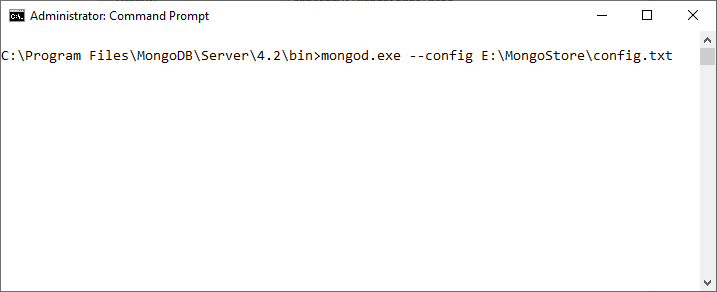 Administrator: Command Prompt
C:\Program Files\MongoDB\Server\4.2\bin>mongod.exe --config E:\MongoStore\config.txt